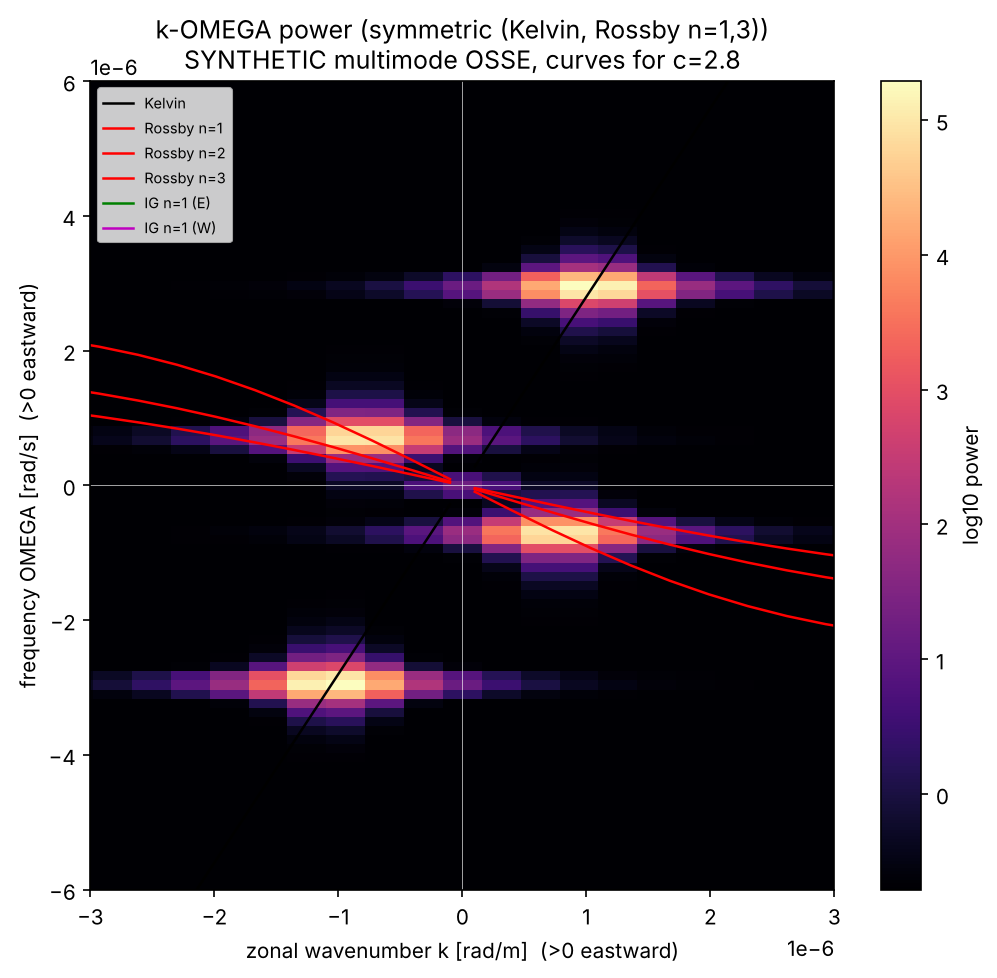 k-OMEGA power (symmetric (Kelvin, Rossby n=1,3))
SYNTHETIC multimode OSSE, curves for c=2.8
1e−6
6
4
2
0
−2
−4
−6
frequency OMEGA [rad/s]  (>0 eastward)
Kelvin
Rossby n=1
Rossby n=2
Rossby n=3
IG n=1 (E)
IG n=1 (W)
−3
−2
−1
0
1
2
3
1e−6
zonal wavenumber k [rad/m]  (>0 eastward)
5
4
3
2
1
0
log10 power